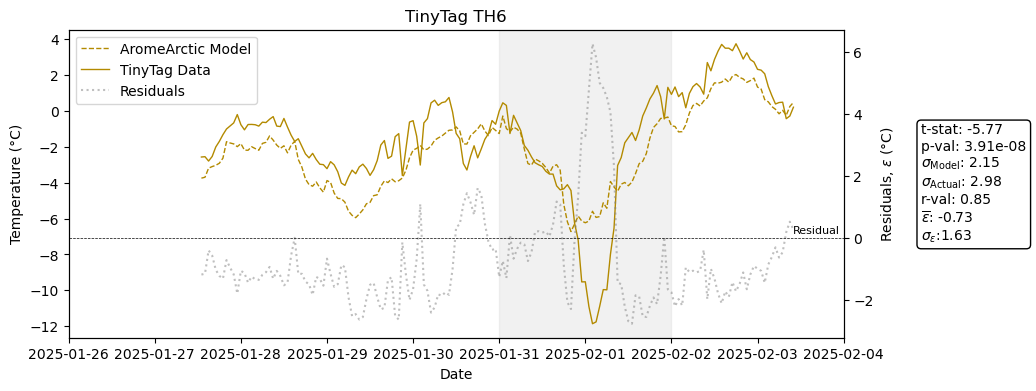 TinyTag TH6
AromeArctic Model
TinyTag Data
Residuals
Temperature (°C)
4
2
0
−2
−4
−6
−8
−10
−12
6
4
2
0
−2
Residuals, ε (°C)
Residual
t-stat: -5.77
p-val: 3.91e-08
σModel: 2.15
σActual: 2.98
r-val: 0.85
ε̅: -0.73
σε:1.63
2025-01-26 2025-01-27 2025-01-28 2025-01-29 2025-01-30 2025-01-31 2025-02-01 2025-02-02 2025-02-03 2025-02-04
Date